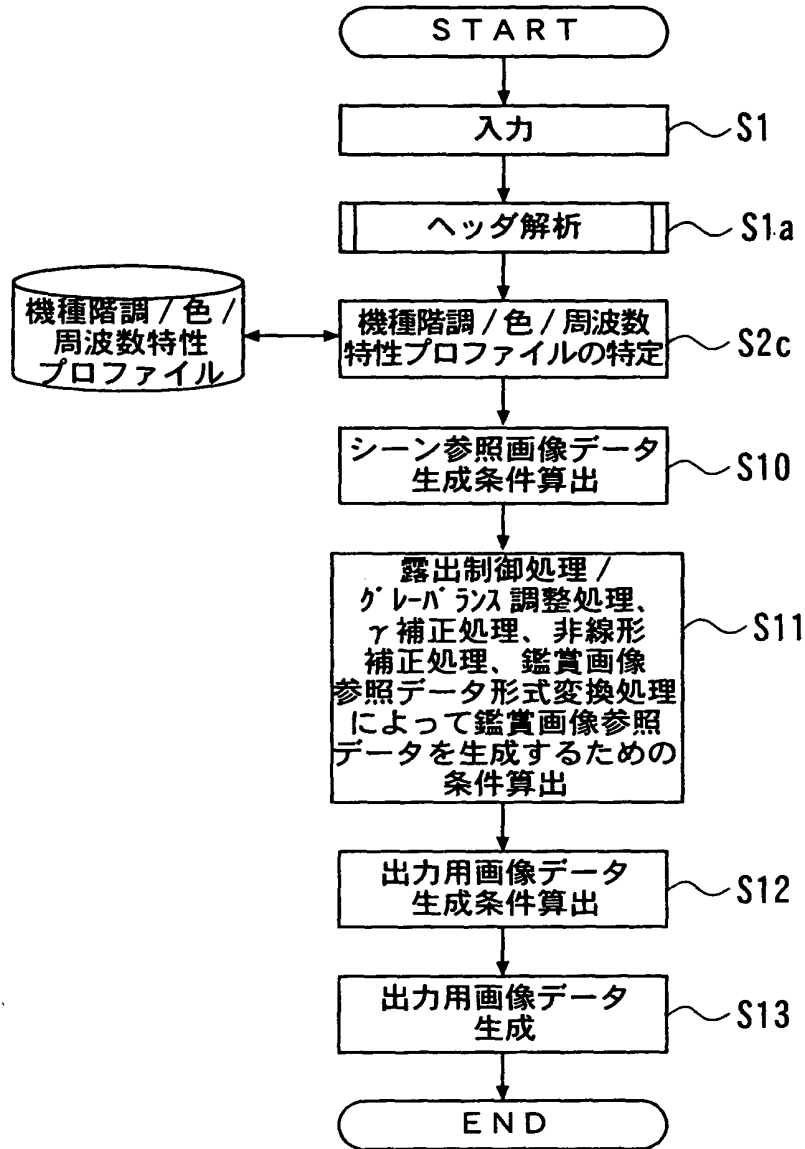 START
入力
S1
ヘッダ解析
S1a
機種階調/色/
周波数特性
プロファイル
機種階調/色/周波数
特性プロファイルの特定
S2c
シーン参照画像データ
生成条件算出
S10
露出制御処理/
グレーバランス調整処理、
γ補正処理、非線形
補正処理、鑑賞画像
参照データ形式変換処理
によって鑑賞画像参照
データを生成するための
条件算出
S11
出力用画像データ
生成条件算出
S12
出力用画像データ
生成
S13
END